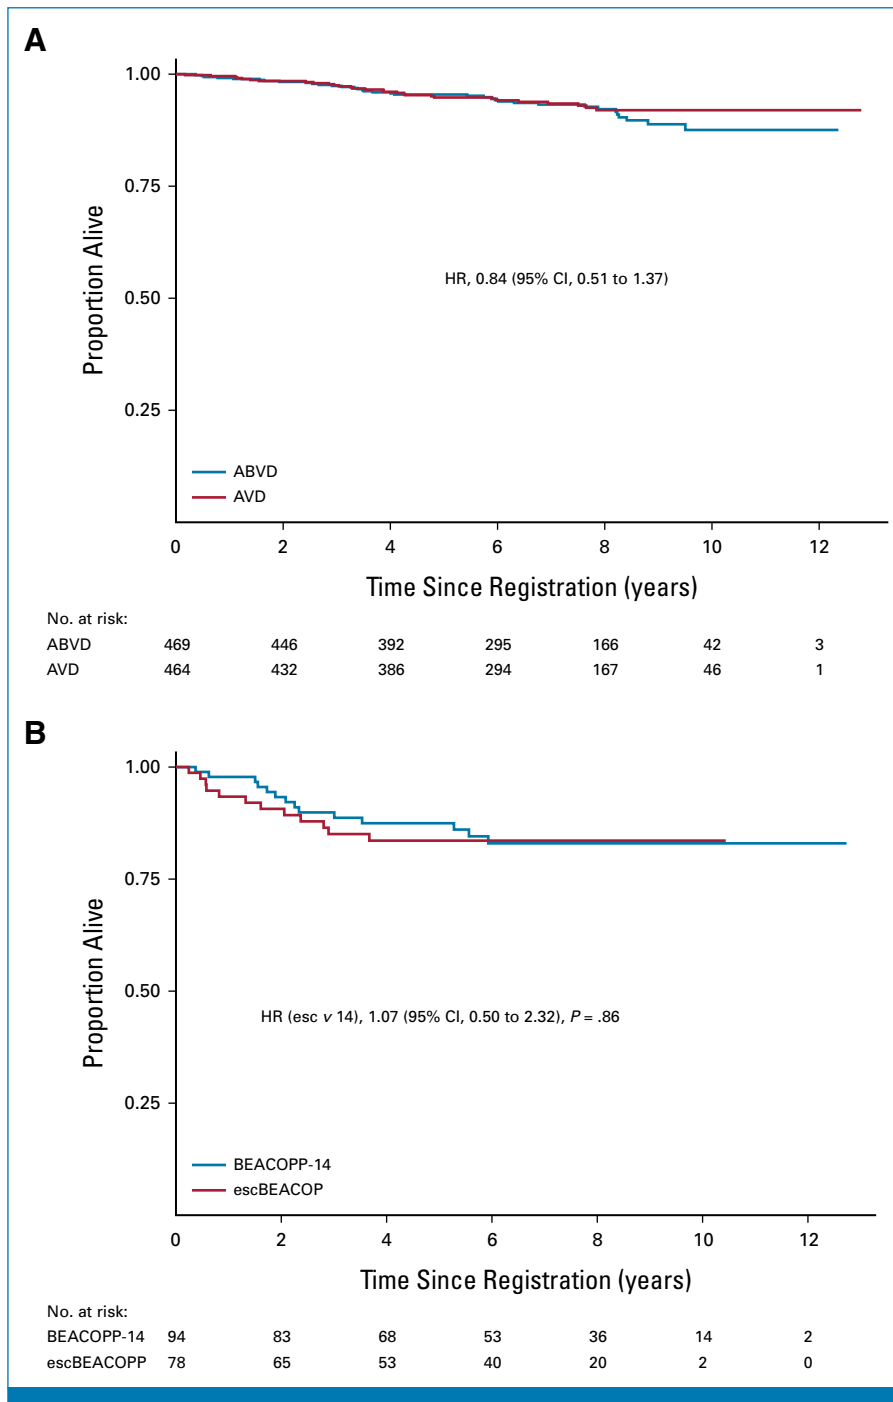 A
1.00
0.75
0.50
0.25
Proportion Alive
HR, 0.84 (95% CI, 0.51 to 1.37)
ABVD
AVD
0 2 4 6 8 10 12
Time Since Registration (years)
No. at risk:
ABVD 469 446 392 295 166 42 3
AVD 464 432 386 294 167 46 1
B
1.00
0.75
0.50
0.25
Proportion Alive
HR (esc v 14), 1.07 (95% CI, 0.50 to 2.32), P = .86
BEACOPP-14
escBEACOP
0 2 4 6 8 10 12
Time Since Registration (years)
No. at risk:
BEACOPP-14 94 83 68 53 36 14 2
escBEACOPP 78 65 53 40 20 2 0